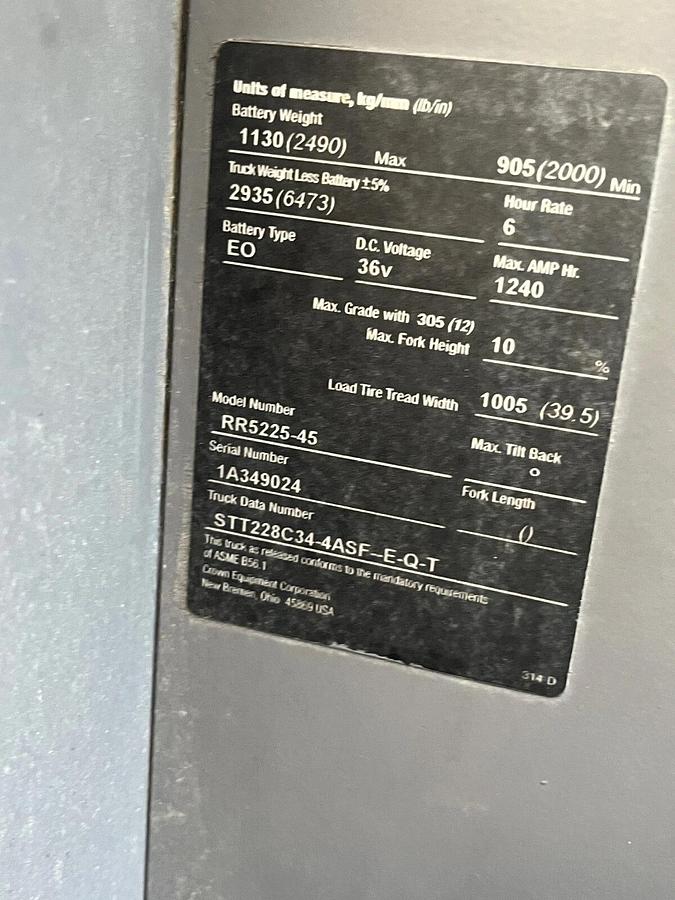 Units of measure, kg/mm (lb/in)
Battery Weight
1130 (2490) Max 905 (2000) Min
Truck Weight Less Battery ±5% Hour Rate
2935 (6473) 6
Battery Type D.C. Voltage Max. AMP Hr.
EO 36v 1240
Max. Grade with 305 (12)
Max. Fork Height 10 %
Load Tire Tread Width 1005 (39.5)
Model Number Max. Tilt Back
RR5225-45 °
Serial Number Fork Length
1A349024 ()
Truck Data Number
STT228C34-4ASF--E-Q-T
This truck as released conforms to the mandatory requirements
of ASME B56.1
Crown Equipment Corporation
New Bremen, Ohio 45869 USA
314 D